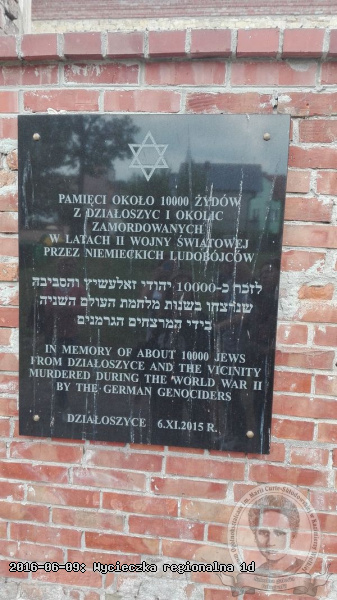 PAMIĘCI OKOŁO 10000 ŻYDÓW
Z DZIAŁOSZYC I OKOLIC
ZAMORDOWANYCH
W LATACH II WOJNY ŚWIATOWEJ
PRZEZ NIEMIECKICH LUDOBÓJCÓW
לזכר כ-10000 יהודי זאלעשיץ והסביבה
שנרצחו בשנות מלחמת העולם השניה
בידי המרצחים הגרמנים
IN MEMORY OF ABOUT 10000 JEWS
FROM DZIAŁOSZYCE AND THE VICINITY
MURDERED DURING THE WORLD WAR II
BY THE GERMAN GENOCIDERS
DZIAŁOSZYCE 6.XI.2015 R.
2016-06-09: Wycieczka regionalna 1d